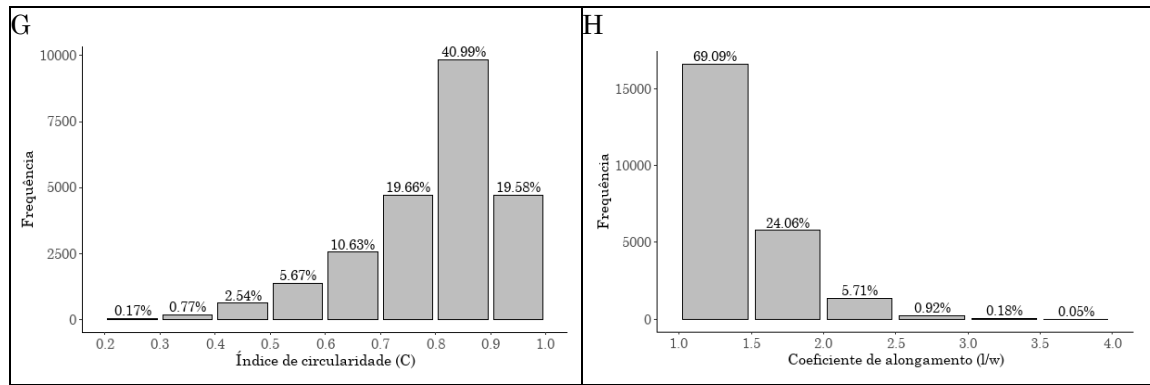 G
Frequência
10000
7500
5000
2500
0
0.17%
0.77%
2.54%
5.67%
10.63%
19.66%
40.99%
19.58%
0.2 0.3 0.4 0.5 0.6 0.7 0.8 0.9 1.0
Índice de circularidade (C)
H
Frequência
15000
10000
5000
0
69.09%
24.06%
5.71%
0.92%
0.18%
0.05%
1.0 1.5 2.0 2.5 3.0 3.5 4.0
Coeficiente de alongamento (l/w)